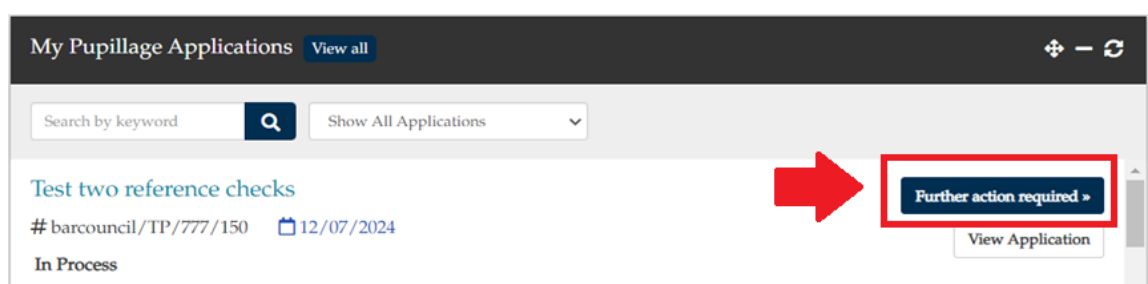 My Pupillage Applications View all
Search by keyword Show All Applications
Test two reference checks Further action required »
# barcouncil/TP/777/150 12/07/2024
View Application
In Process